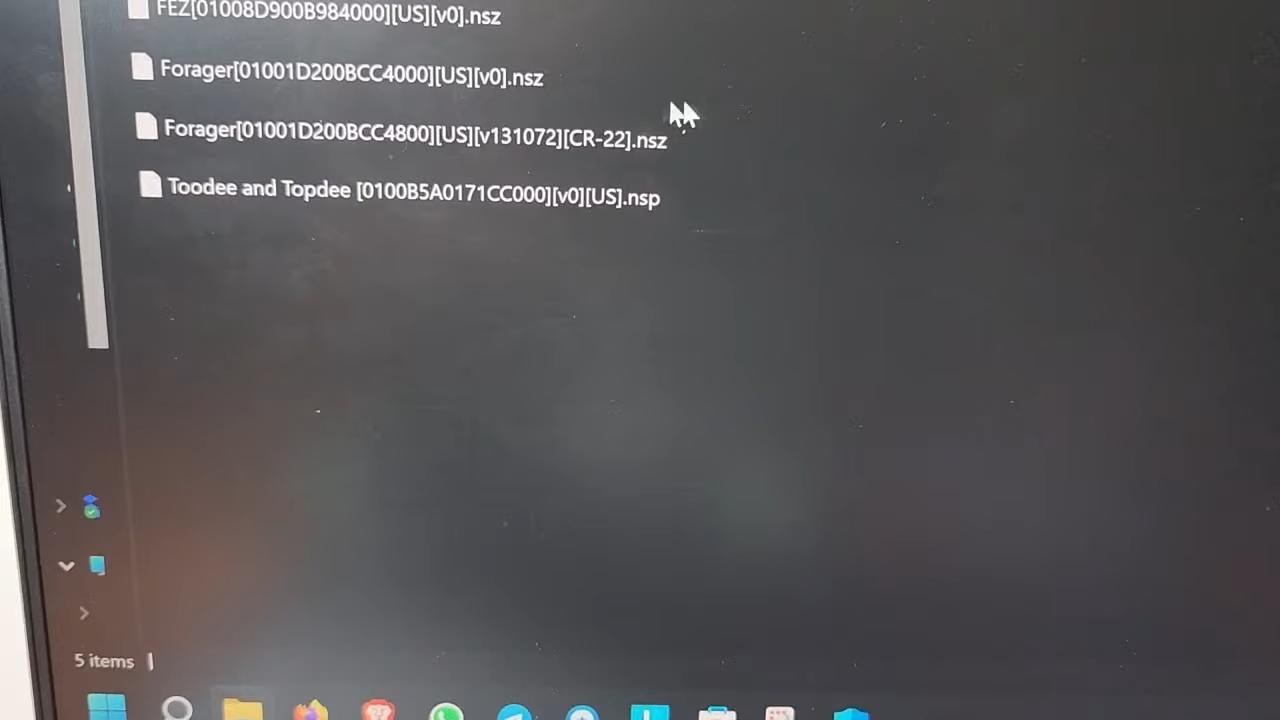 FEZ[01008D900B984000][US][v0].nsz
Forager[01001D200BCC4000][US][v0].nsz
Forager[01001D200BCC4800][US][v131072][CR-22].nsz
Toodee and Topdee [0100B5A0171CC000][v0][US].nsp
5 items